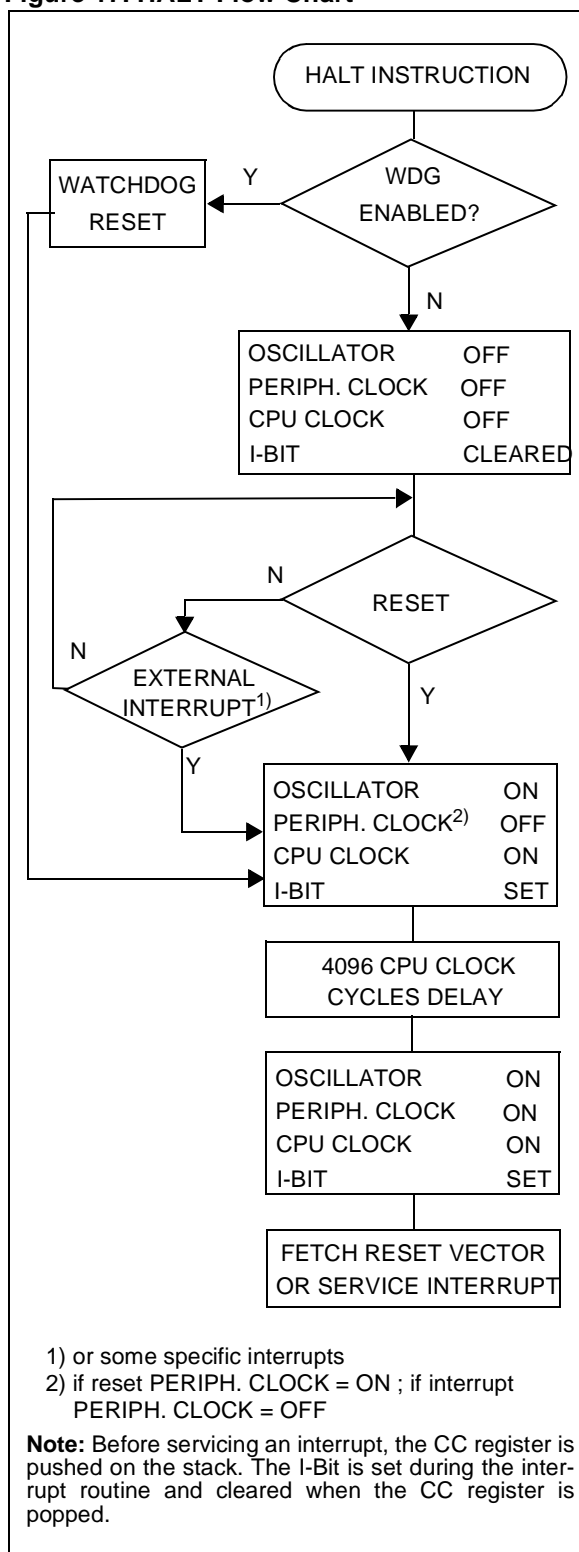 HALT INSTRUCTION
WDG
ENABLED?
Y
WATCHDOG
RESET
N
OSCILLATOR OFF
PERIPH. CLOCK OFF
CPU CLOCK OFF
I-BIT CLEARED
RESET
N
EXTERNAL
INTERRUPT1)
N
Y
Y
OSCILLATOR ON
PERIPH. CLOCK2) OFF
CPU CLOCK ON
I-BIT SET
4096 CPU CLOCK
CYCLES DELAY
OSCILLATOR ON
PERIPH. CLOCK ON
CPU CLOCK ON
I-BIT SET
FETCH RESET VECTOR
OR SERVICE INTERRUPT
1) or some specific interrupts
2) if reset PERIPH. CLOCK = ON ; if interrupt
PERIPH. CLOCK = OFF
Note: Before servicing an interrupt, the CC register is
pushed on the stack. The I-Bit is set during the inter-
rupt routine and cleared when the CC register is
popped.